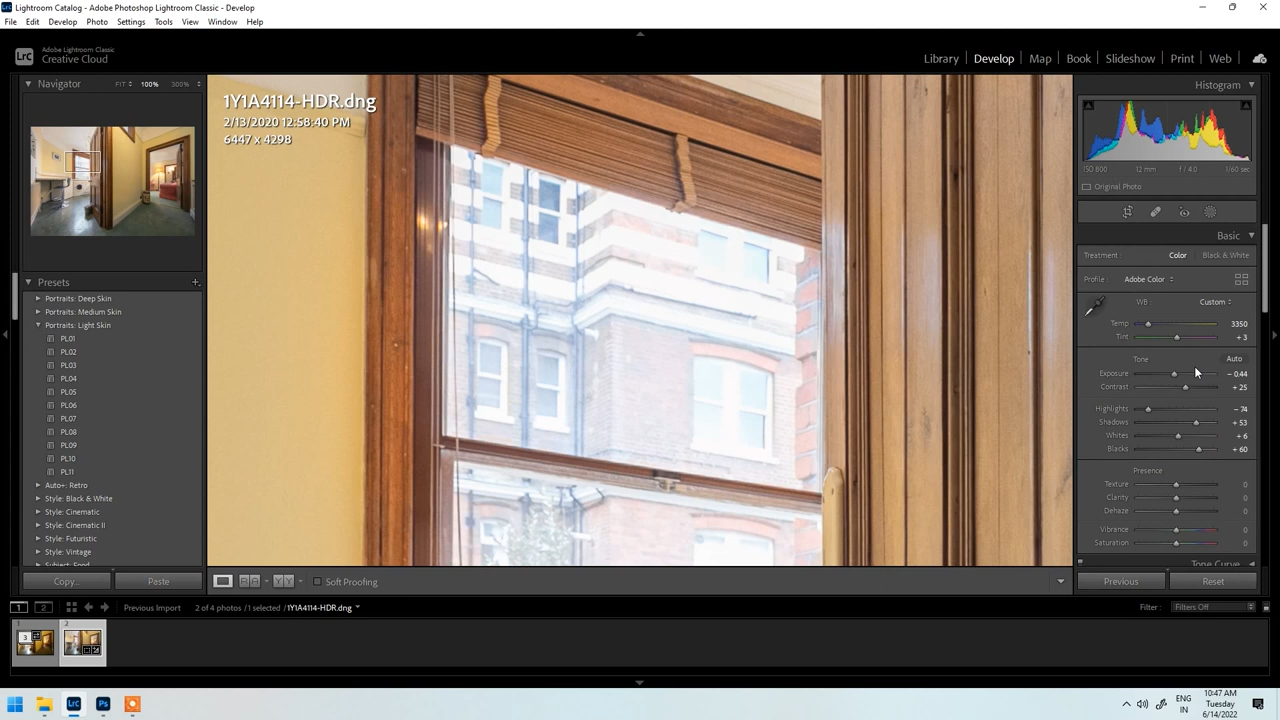 Lightroom Catalog - Adobe Photoshop Lightroom Classic - Develop
File Edit Develop Photo Settings Tools View Window Help
Lrc
Adobe Lightroom Classic
Creative Cloud
Library | Develop | Map | Book | Slideshow | Print | Web
Navigator FIT 100% 300%
Presets +
Portraits: Deep Skin
Portraits: Medium Skin
Portraits: Light Skin
PL01
PL02
PL03
PL04
PL05
PL06
PL07
PL08
PL09
PL10
PL11
Auto+: Retro
Style: Black & White
Style: Cinematic
Style: Cinematic II
Style: Futuristic
Style: Vintage
Subject: Food
Copy... Paste
1Y1A4114-HDR.dng
2/13/2020 12:58:40 PM
6447 x 4298
Soft Proofing
Histogram
ISO 800 12 mm f / 4.0 1/60 sec
Original Photo
Basic
Treatment: Color Black & White
Profile: Adobe Color
WB: Custom
Temp 3350
Tint + 3
Tone Auto
Exposure - 0.44
Contrast + 25
Highlights - 74
Shadows + 53
Whites + 6
Blacks + 60
Presence
Texture 0
Clarity 0
Dehaze 0
Vibrance 0
Saturation 0
Tone Curve
Previous Reset
1 2 Previous Import 2 of 4 photos /1 selected /1Y1A4114-HDR.dng Filter: Filters Off
1 2
3
Lrc Ps
ENG
IN
10:47 AM
Tuesday
6/14/2022